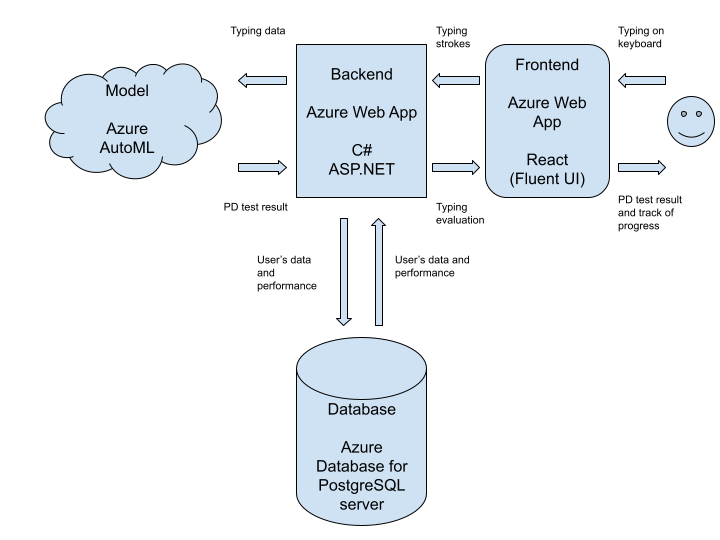 Typing data
Typing
strokes
Typing on
keyboard
Model
Azure
AutoML
Backend
Azure Web App
C#
ASP.NET
Frontend
Azure Web
App
React
(Fluent UI)
PD test result
Typing
evaluation
PD test result
and track of
progress
User's data
and
performance
User's data and
performance
Database
Azure
Database for
PostgreSQL
server